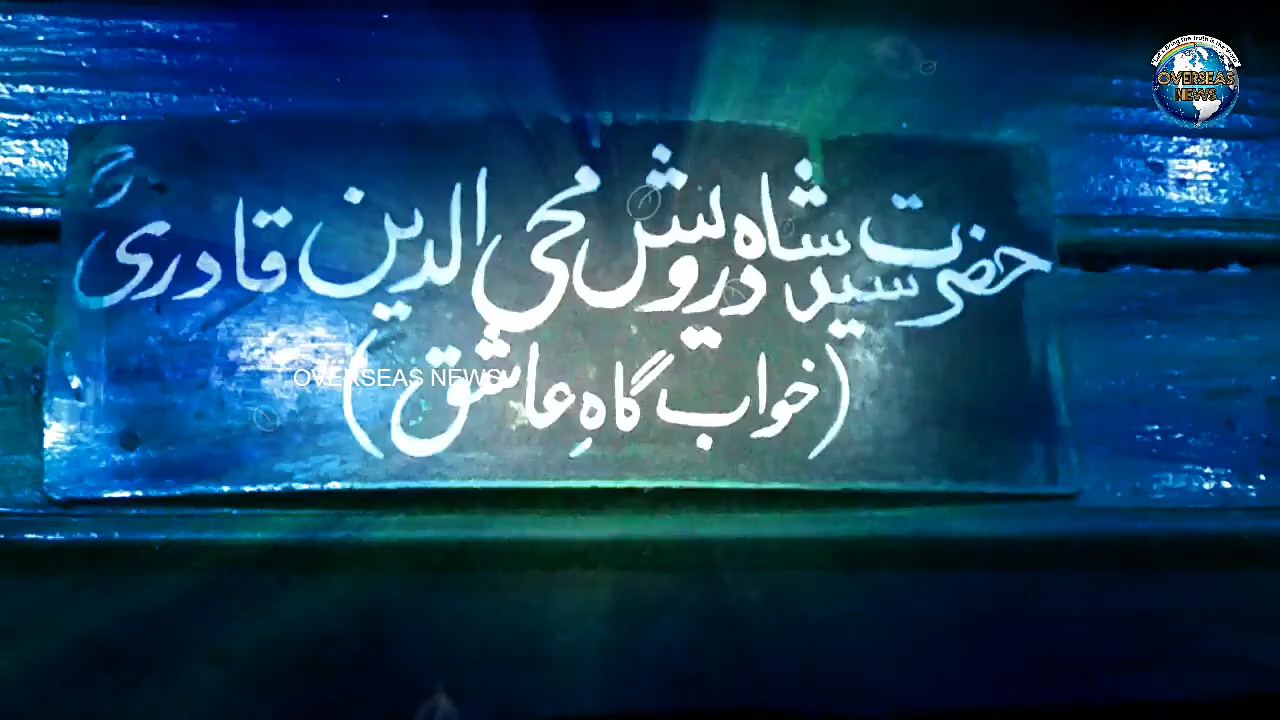 OVERSEAS
NEWS
حضرت سید شاہ درویش محی الدین قادریؒ
(خواب گاہِ عاشق)
OVERSEAS NEWS